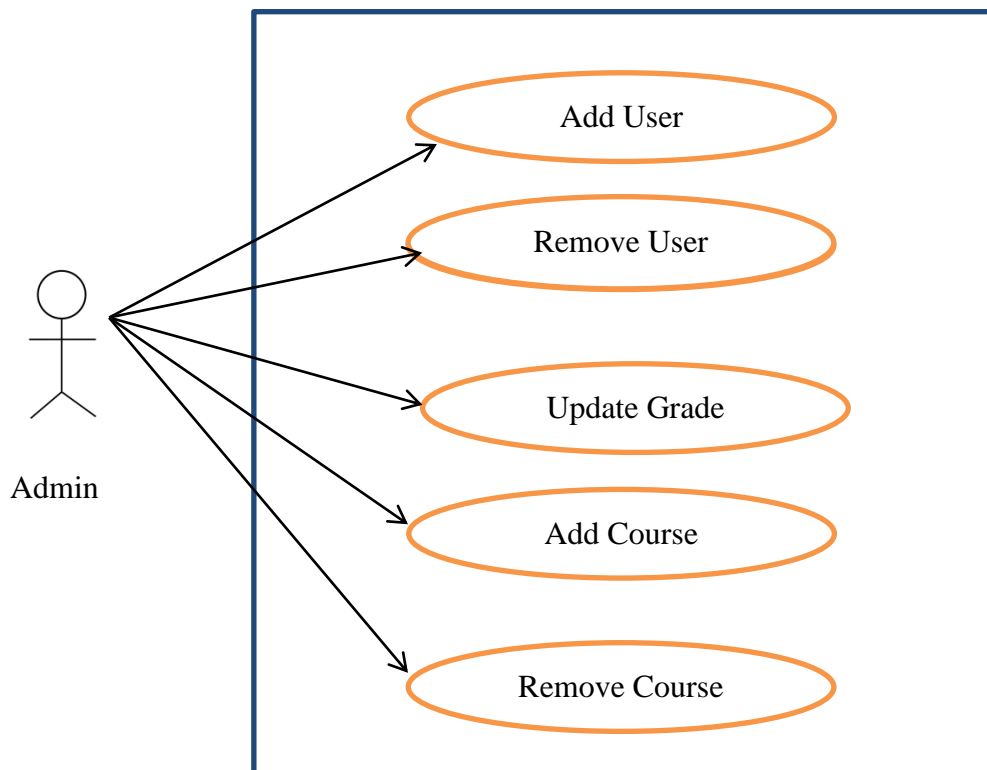 Add User
Remove User
Update Grade
Admin
Add Course
Remove Course